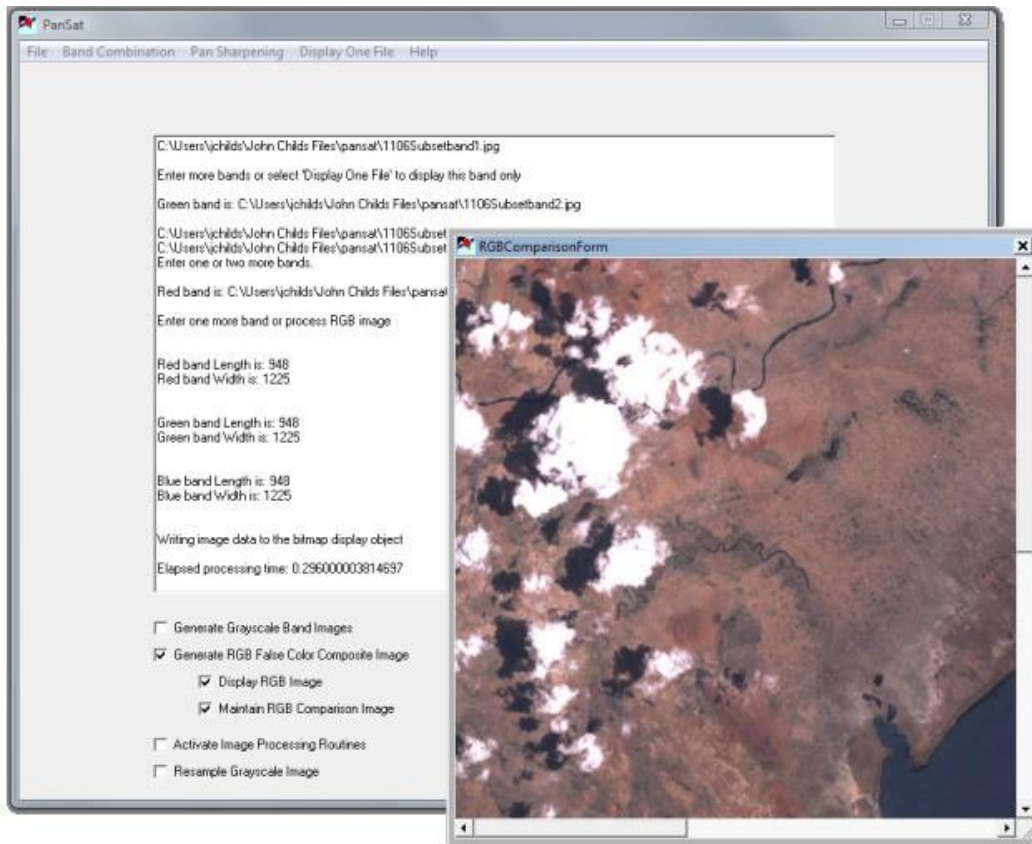 PanSat
File Band Combination Pan Sharpening Display One File Help
C:\Users\jchilds\John Childs Files\pansat\1106Subsetband1.jpg
Enter more bands or select 'Display One File' to display this band only
Green band is: C:\Users\jchilds\John Childs Files\pansat\1106Subsetband2.jpg
C:\Users\jchilds\John Childs Files\pansat\1106Subset
C:\Users\jchilds\John Childs Files\pansat\1106Subset
Enter one or two more bands.
Red band is: C:\Users\jchilds\John Childs Files\pansat
Enter one more band or process RGB image
Red band Length is: 948
Red band Width is: 1225
Green band Length is: 948
Green band Width is: 1225
Blue band Length is: 948
Blue band Width is: 1225
Writing image data to the bitmap display object
Elapsed processing time: 0.296000003814697
Generate Grayscale Band Images
Generate RGB False Color Composite Image
Display RGB Image
Maintain RGB Comparison Image
Activate Image Processing Routines
Resample Grayscale Image
RGBComparisonForm